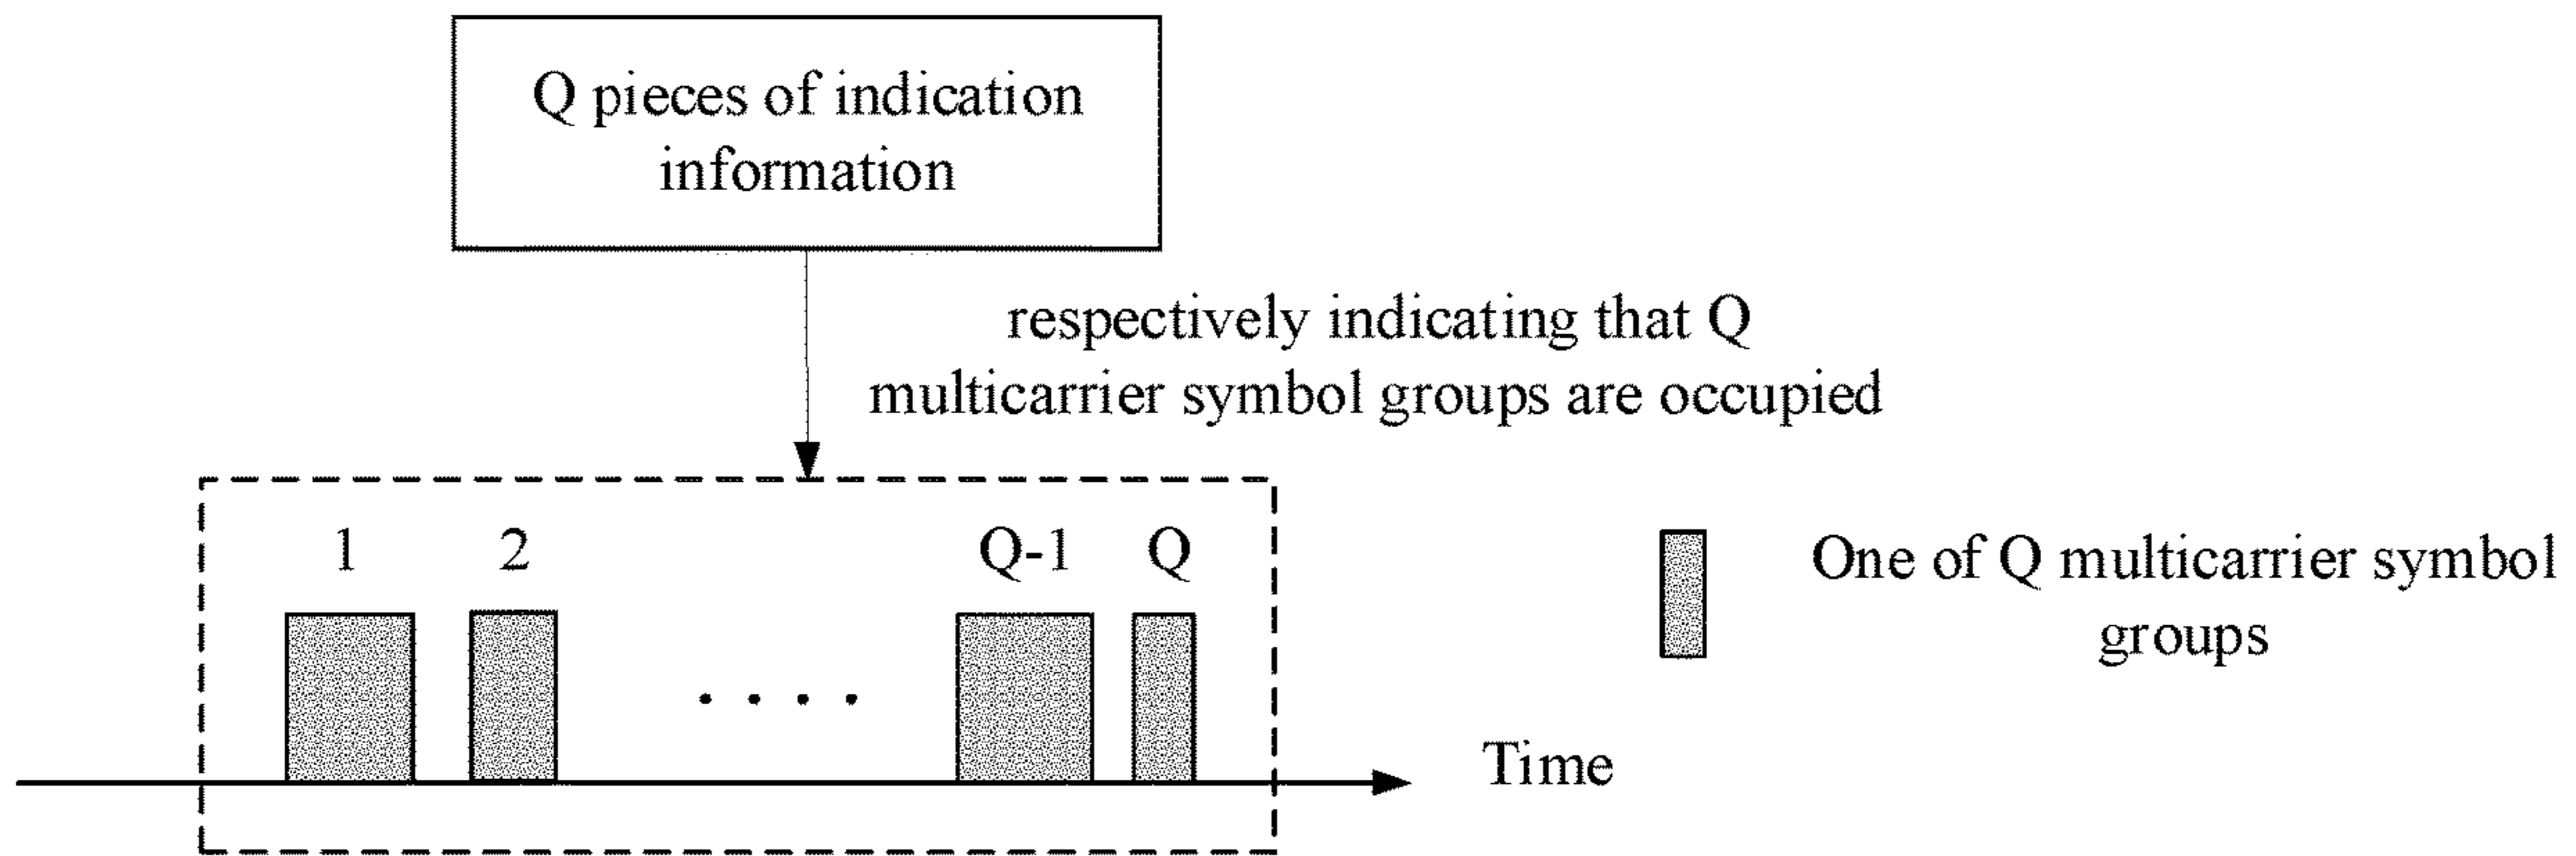 Q pieces of indication
information
respectively indicating that Q
multicarrier symbol groups are occupied
1 2 Q-1 Q
One of Q multicarrier symbol
groups
Time